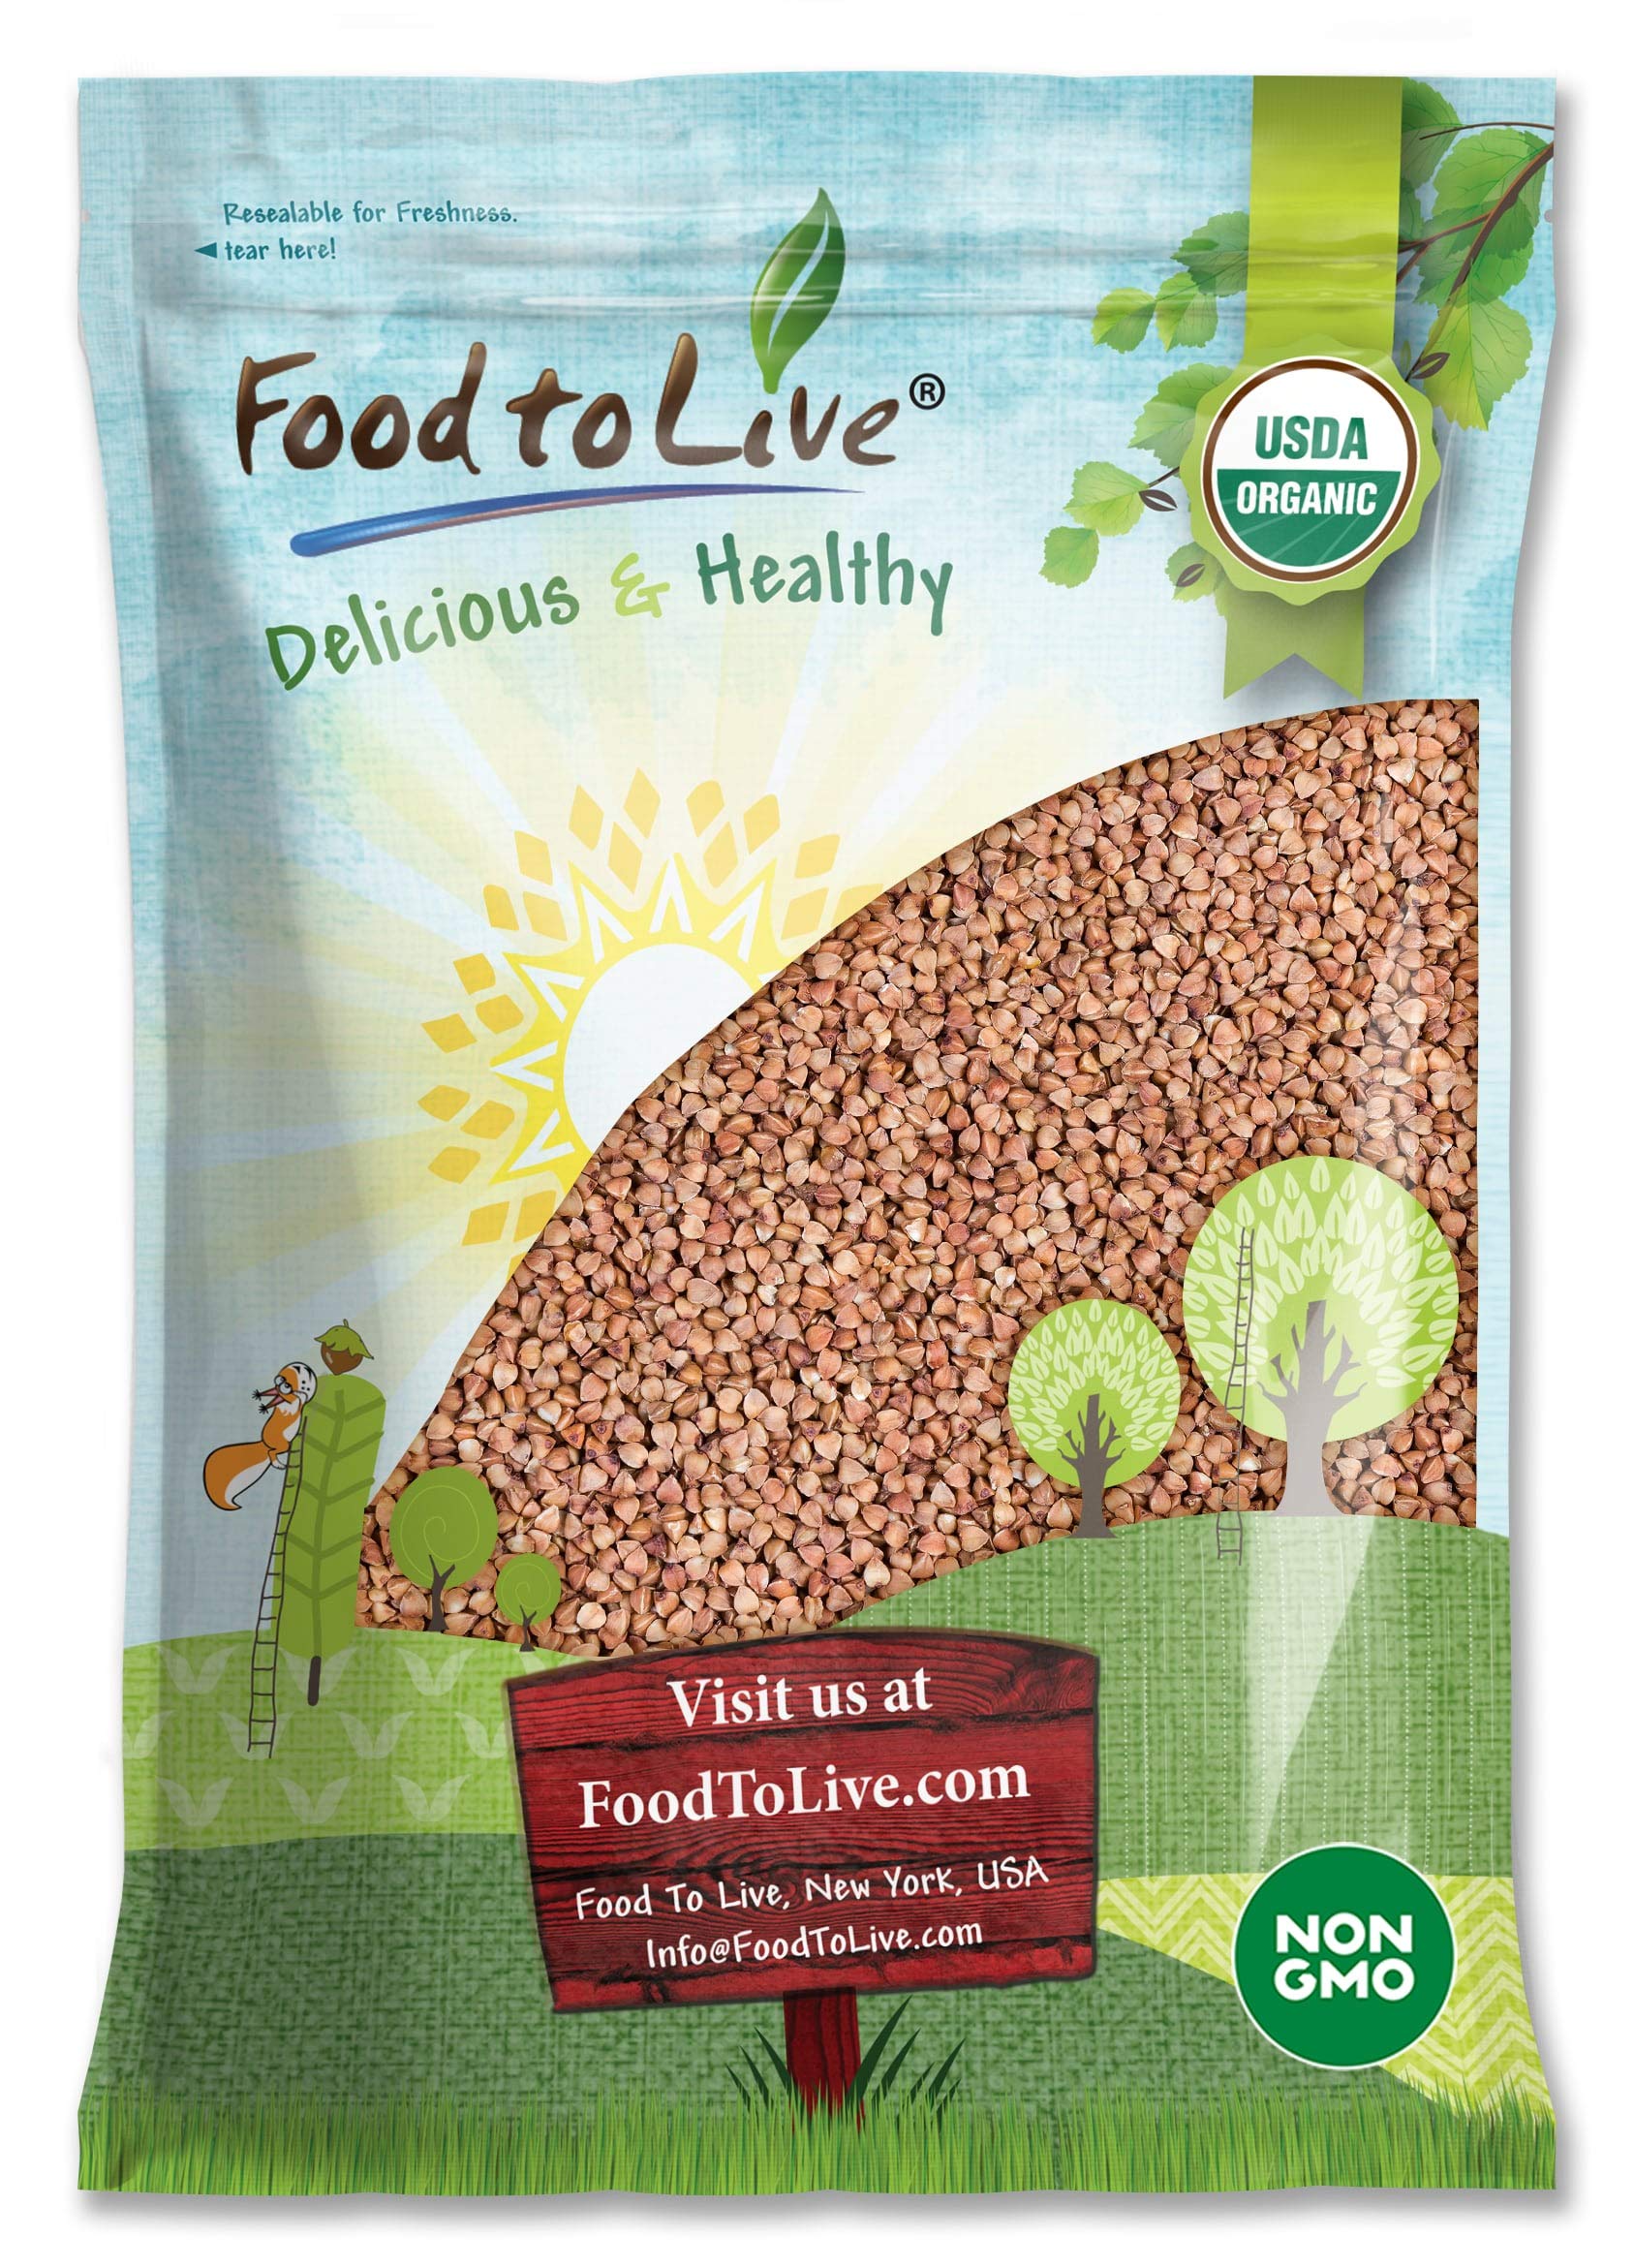 Resealable for Freshness.
tear here!
Food to Live®
Delicious & Healthy
USDA
ORGANIC
Visit us at
FoodToLive.com
Food To Live, New York, USA
Info@FoodToLive.com
NON
GMO